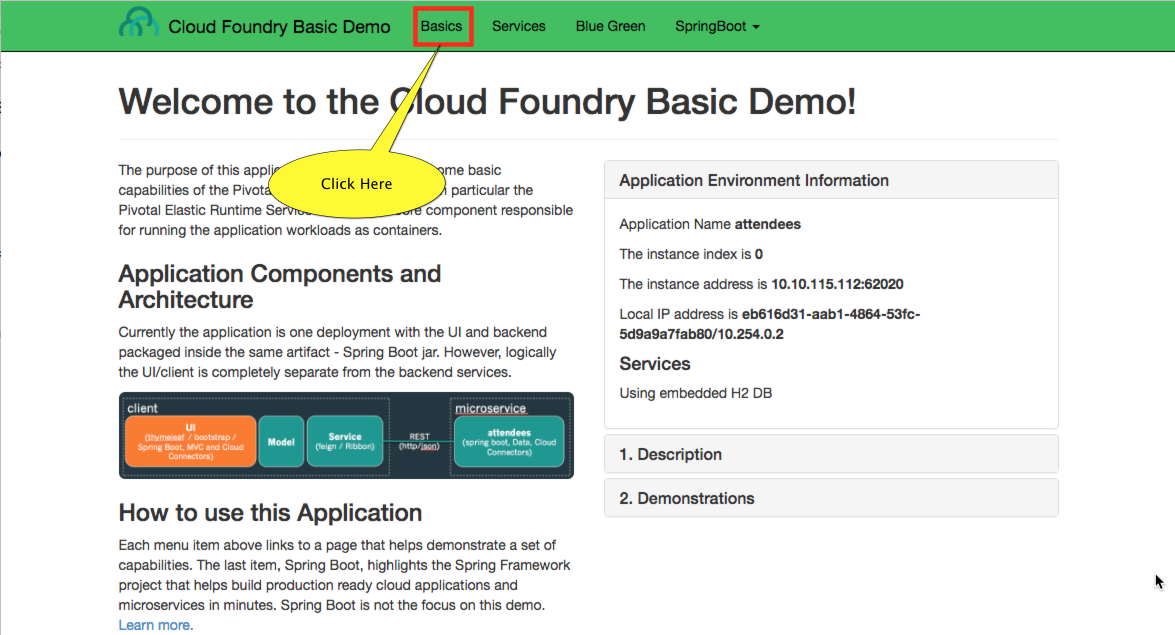 Cloud Foundry Basic Demo Basics Services Blue Green SpringBoot
Welcome to the Cloud Foundry Basic Demo!
Click Here
The purpose of this applic ome basic
capabilities of the Pivota particular the
Pivotal Elastic Runtime Servic ore component responsible
for running the application workloads as containers.
Application Components and
Architecture
Currently the application is one deployment with the UI and backend
packaged inside the same artifact - Spring Boot jar. However, logically
the UI/client is completely separate from the backend services.
client
UI
(thymeleaf / bootstrap /
Spring Boot, MVC and Cloud
Connectors)
Model
Service
(feign / Ribbon)
REST
(http/json)
microservice
attendees
(spring boot, Data, Cloud
Connectors)
How to use this Application
Each menu item above links to a page that helps demonstrate a set of
capabilities. The last item, Spring Boot, highlights the Spring Framework
project that helps build production ready cloud applications and
microservices in minutes. Spring Boot is not the focus on this demo.
Learn more.
Application Environment Information
Application Name attendees
The instance index is 0
The instance address is 10.10.115.112:62020
Local IP address is eb616d31-aab1-4864-53fc-
5d9a9a7fab80/10.254.0.2
Services
Using embedded H2 DB
1. Description
2. Demonstrations